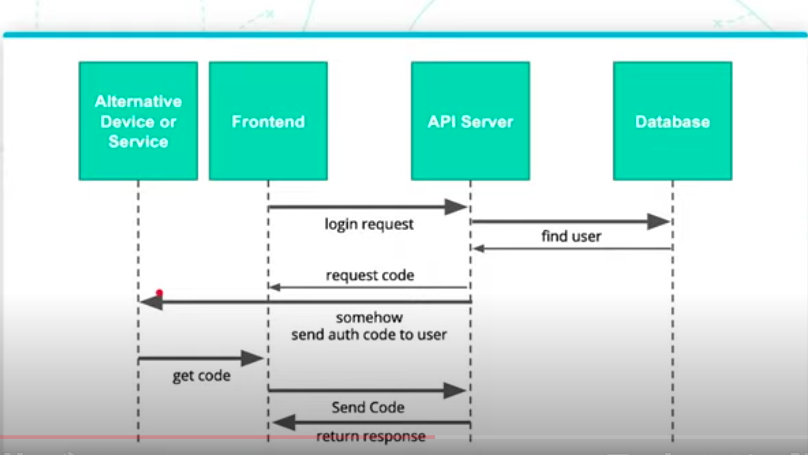 Alternative
Device or
Service
Frontend
API Server
Database
login request
find user
request code
somehow
send auth code to user
get code
Send Code
return response